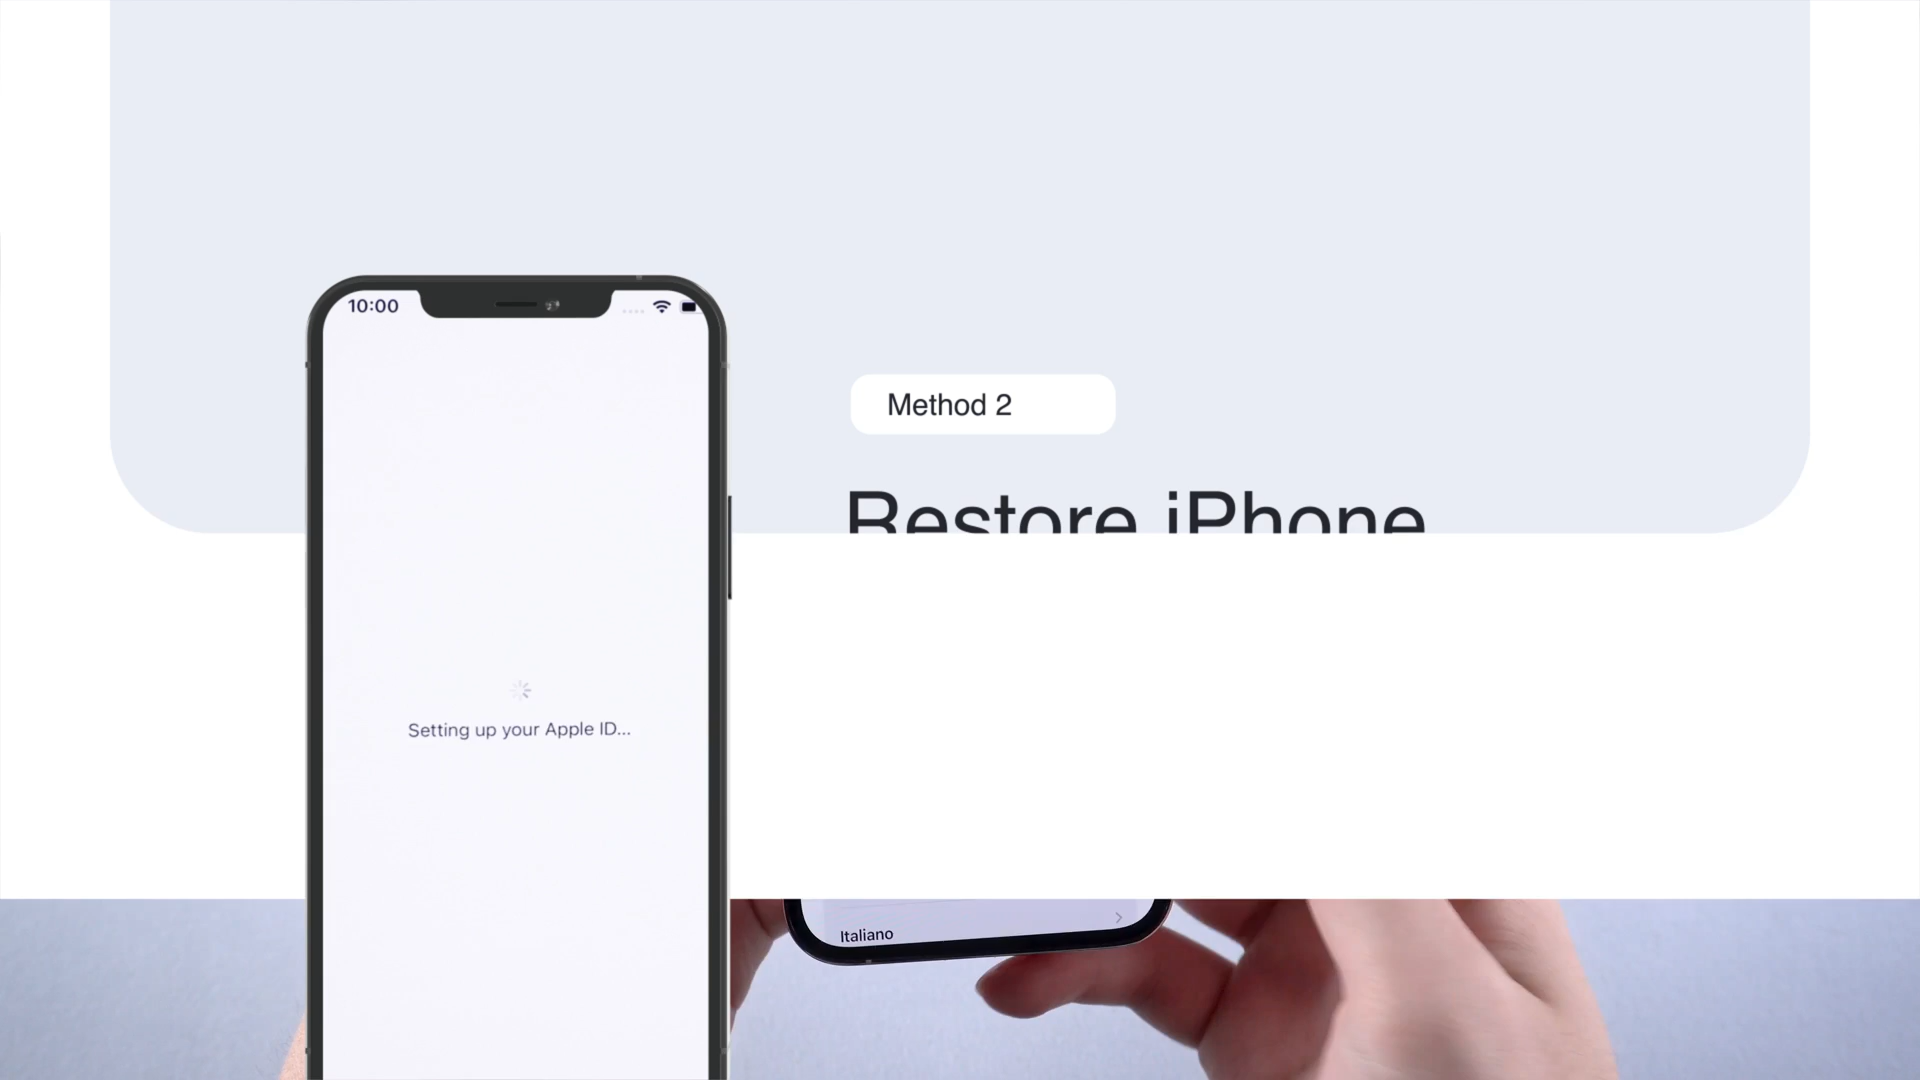 10:00
Method 2
Restore iPhone
Setting up your Apple ID...
Italiano